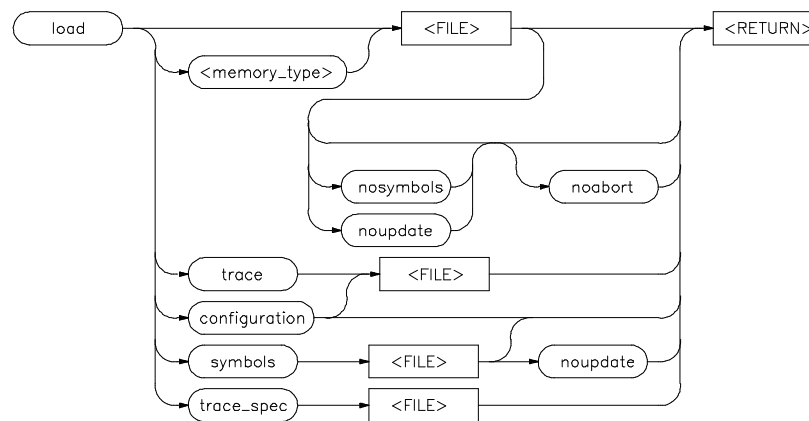 load
<FILE>
<RETURN>
<memory_type>
nosymbols
noabort
noupdate
trace
<FILE>
configuration
symbols
<FILE>
noupdate
trace_spec
<FILE>